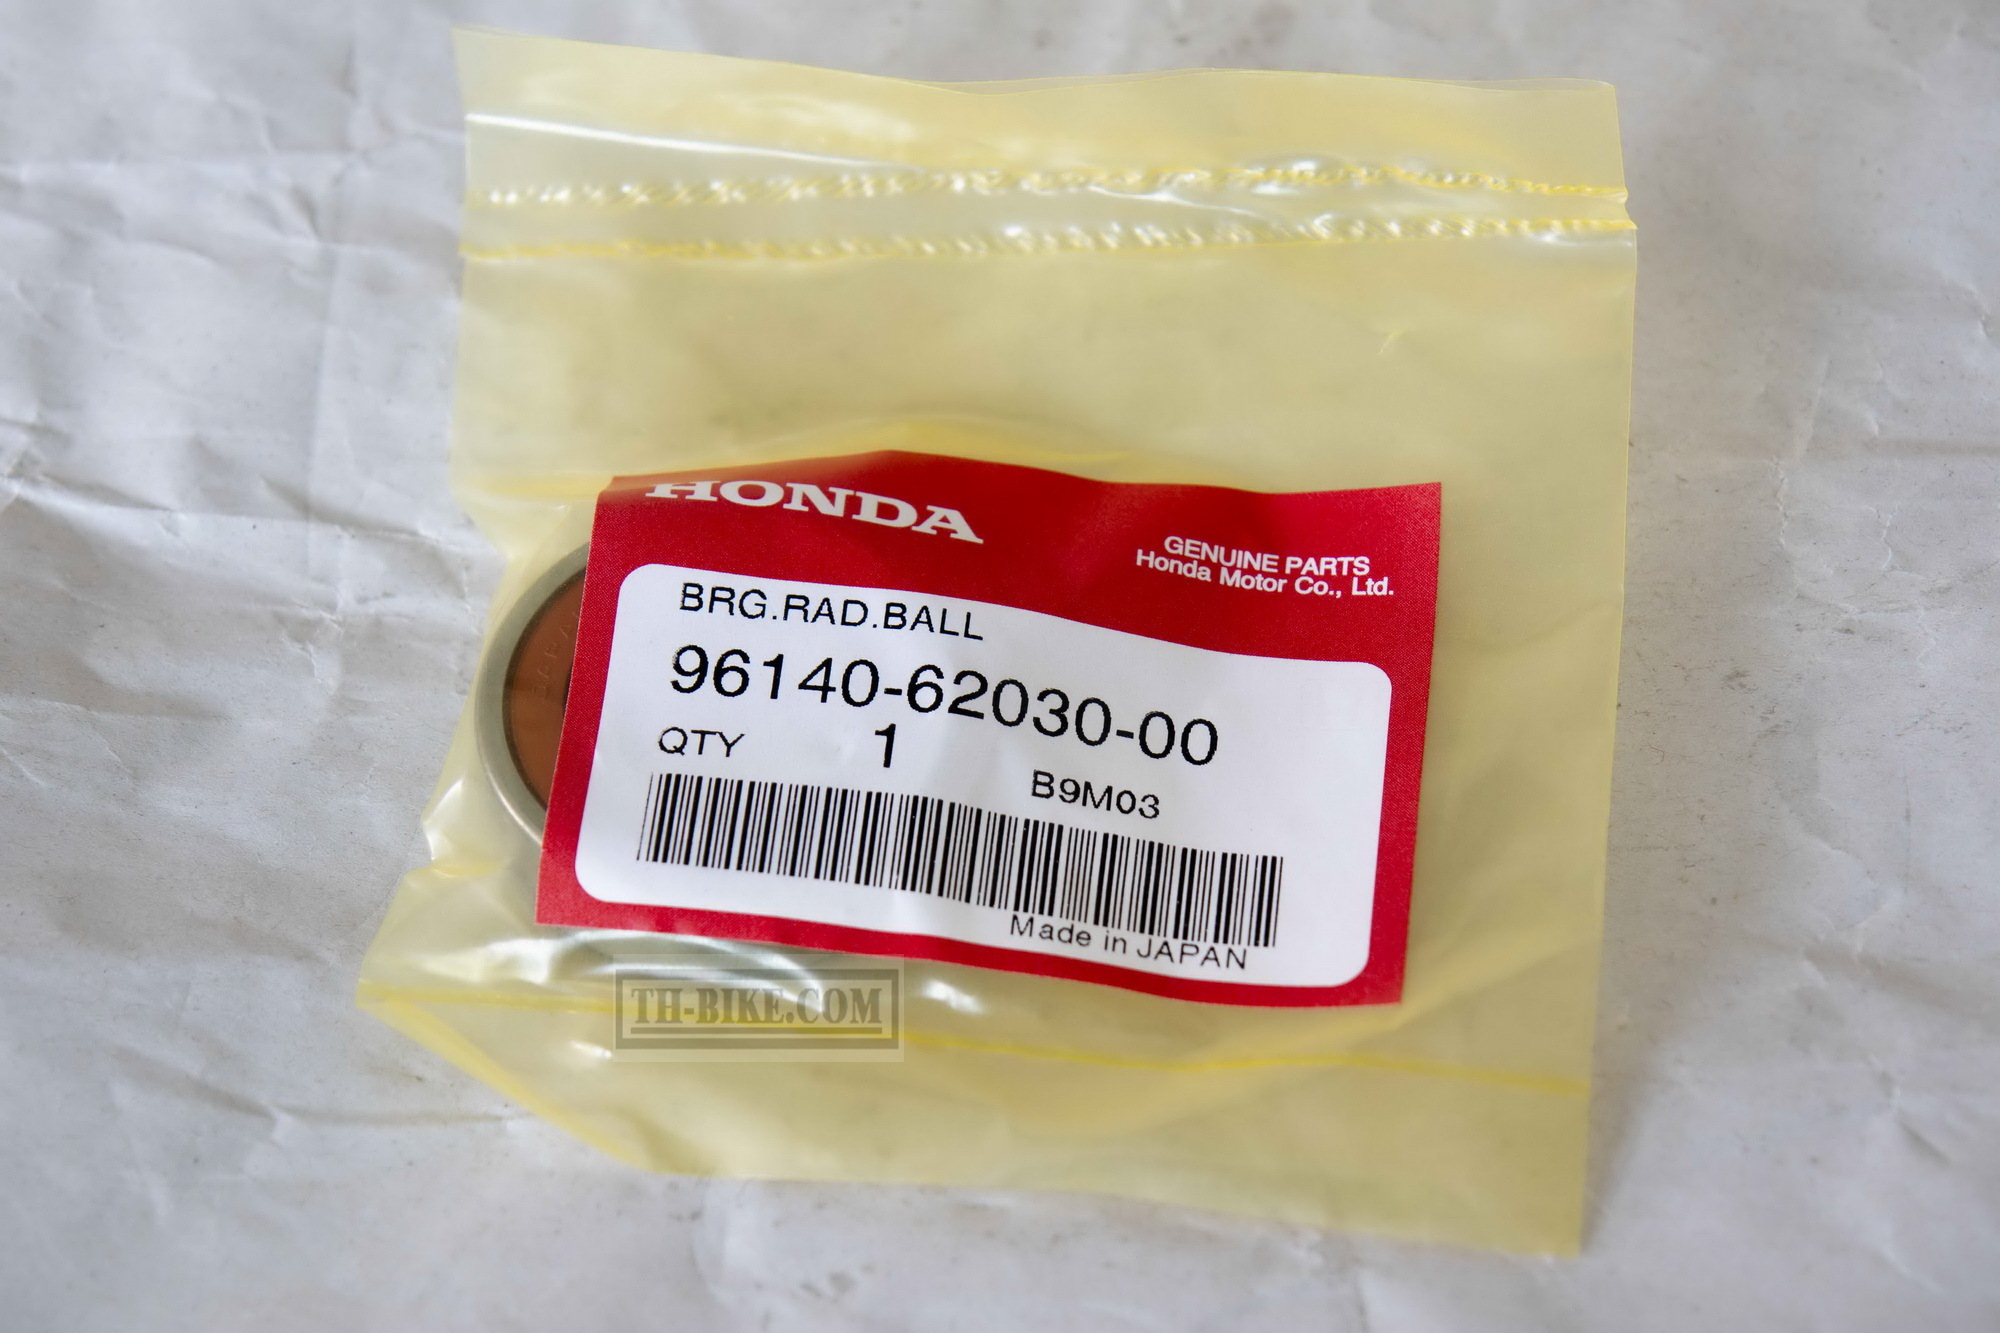 HONDA
GENUINE PARTS
Honda Motor Co., Ltd.
BRG.RAD.BALL
96140-62030-00
QTY 1
B9M03
Made in JAPAN
TH-BIKE.COM